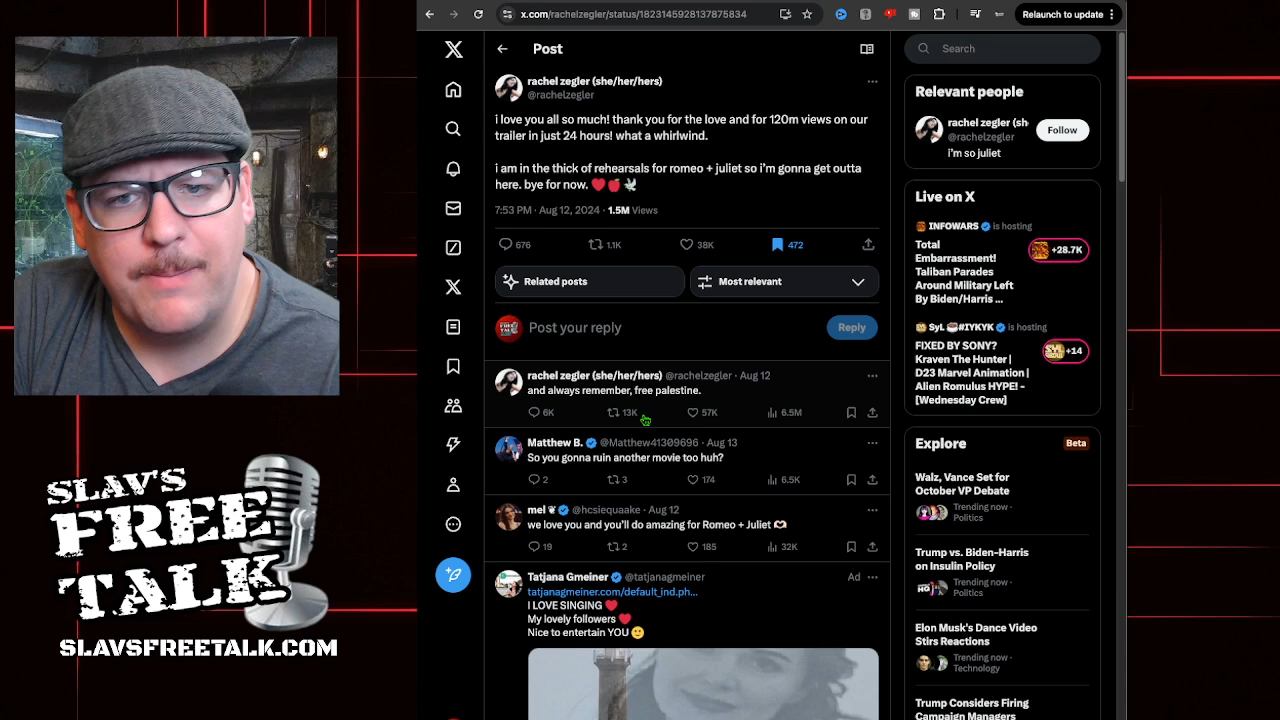 x.com/rachelzegler/status/1823145928137875834
Relaunch to update
Post
rachel zegler (she/her/hers)
@rachelzegler
i love you all so much! thank you for the love and for 120m views on our
trailer in just 24 hours! what a whirlwind.
i am in the thick of rehearsals for romeo + juliet so i'm gonna get outta
here. bye for now. ❤️🍎🕊️
7:53 PM · Aug 12, 2024 · 1.5M Views
676 1.1K 38K 472
Related posts
Most relevant
FREE TALK
Post your reply
Reply
rachel zegler (she/her/hers) @rachelzegler · Aug 12
and always remember, free palestine.
6K 13K 57K 6.5M
Matthew B. @Matthew41309696 · Aug 13
So you gonna ruin another movie too huh?
2 3 174 6.5K
mel @hcsiequaake · Aug 12
we love you and you'll do amazing for Romeo + Juliet 🫶🏻
19 2 185 32K
Tatjana Gmeiner @tatjanagmeiner Ad
tatjanagmeiner.com/default_ind.ph...
I LOVE SINGING ❤️
My lovely followers ❤️
Nice to entertain YOU 🙂
Search
Relevant people
rachel zegler (sh
@rachelzegler
i'm so juliet
Follow
Live on X
INFOWARS is hosting
Total
Embarrassment!
Taliban Parades
Around Military Left
By Biden/Harris ...
+28.7K
SyL ☕#IYKYK is hosting
FIXED BY SONY?
Kraven The Hunter |
D23 Marvel Animation |
Alien Romulus HYPE! -
[Wednesday Crew]
+14
Explore
Beta
Walz, Vance Set for
October VP Debate
Trending now ·
Politics
Trump vs. Biden-Harris
on Insulin Policy
Trending now ·
Politics
Elon Musk's Dance Video
Stirs Reactions
Trending now ·
Technology
Trump Considers Firing
Campaign Managers
SLAV'S
FREE
TALK
SLAVSFREETALK.COM